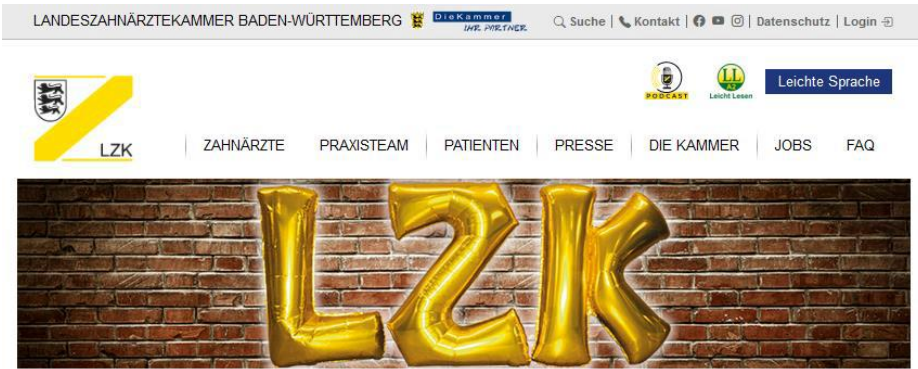 LANDESZAHNÄRZTEKAMMER BADEN-WÜRTTEMBERG DieKammer IHR PARTNER Suche | Kontakt | | Datenschutz | Login
PODCAST LL A2 Leicht Lesen Leichte Sprache
LZK ZAHNÄRZTE PRAXISTEAM PATIENTEN PRESSE DIE KAMMER JOBS FAQ
LZK